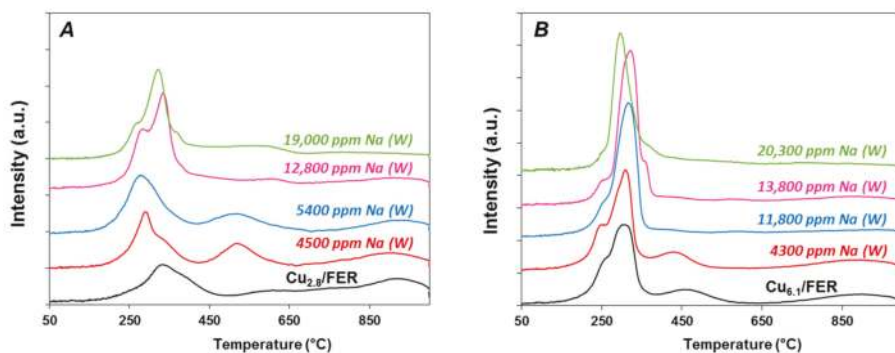 A
Intensity (a.u.)
19,000 ppm Na (W)
12,800 ppm Na (W)
5400 ppm Na (W)
4500 ppm Na (W)
Cu2.8/FER
50 250 450 650 850
Temperature (°C)
B
Intensity (a.u.)
20,300 ppm Na (W)
13,800 ppm Na (W)
11,800 ppm Na (W)
4300 ppm Na (W)
Cu6.1/FER
50 250 450 650 850
Temperature (°C)